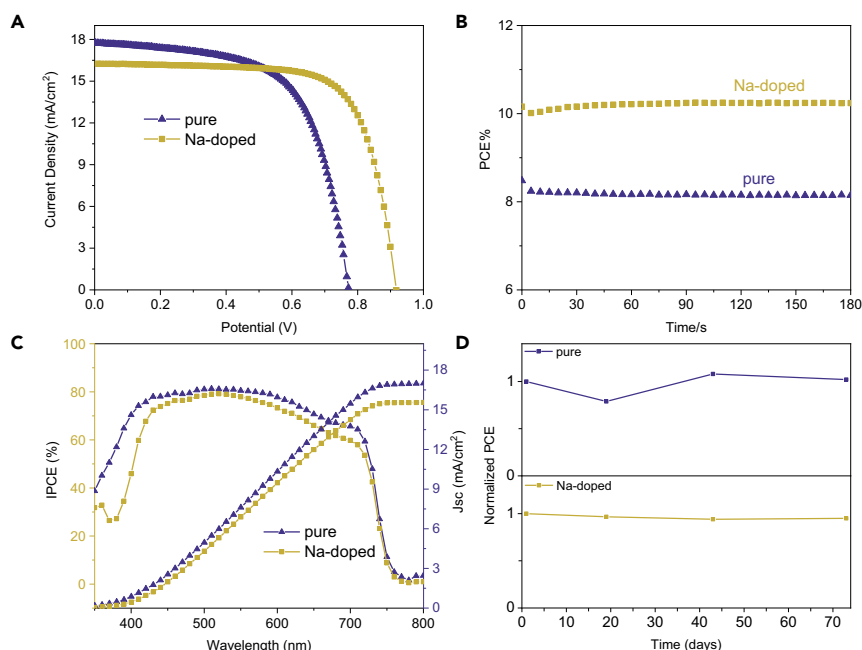 A
18
15
12
9
6
3
0
Current Density (mA/cm²)
pure
Na-doped
0.0
0.2
0.4
0.6
0.8
1.0
Potential (V)
B
12
10
8
6
PCE%
Na-doped
pure
0
30
60
90
120
150
180
Time/s
C
100
80
60
40
20
0
IPCE (%)
20
18
15
12
9
6
3
0
Jsc (mA/cm²)
pure
Na-doped
400
500
600
700
800
Wavelength (nm)
D
pure
1
0
Na-doped
1
0
Normalized PCE
0
10
20
30
40
50
60
70
Time (days)